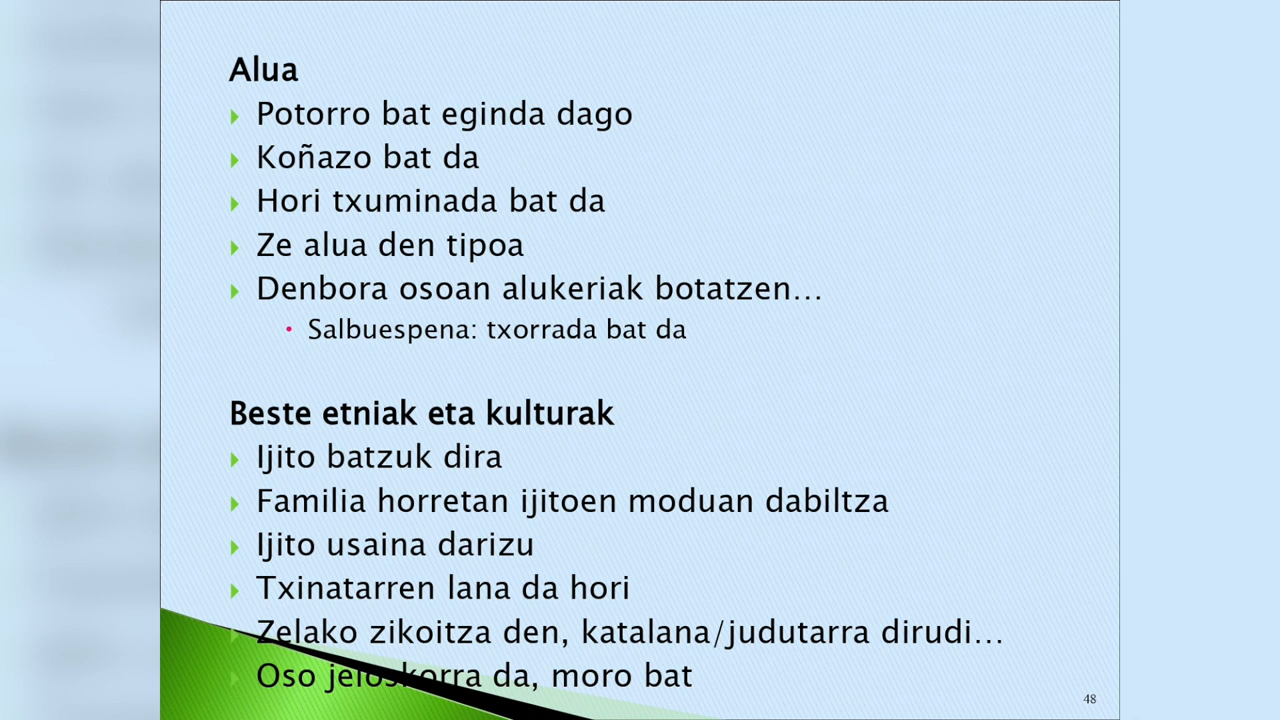 Alua
Potorro bat eginda dago
Koñazo bat da
Hori txuminada bat da
Ze alua den tipoa
Denbora osoan alukeriak botatzen…
Salbuespena: txorrada bat da
Beste etniak eta kulturak
Ijito batzuk dira
Familia horretan ijitoen moduan dabiltza
Ijito usaina darizu
Txinatarren lana da hori
Zelako zikoitza den, katalana/judutarra dirudi…
Oso jeloskorra da, moro bat
48